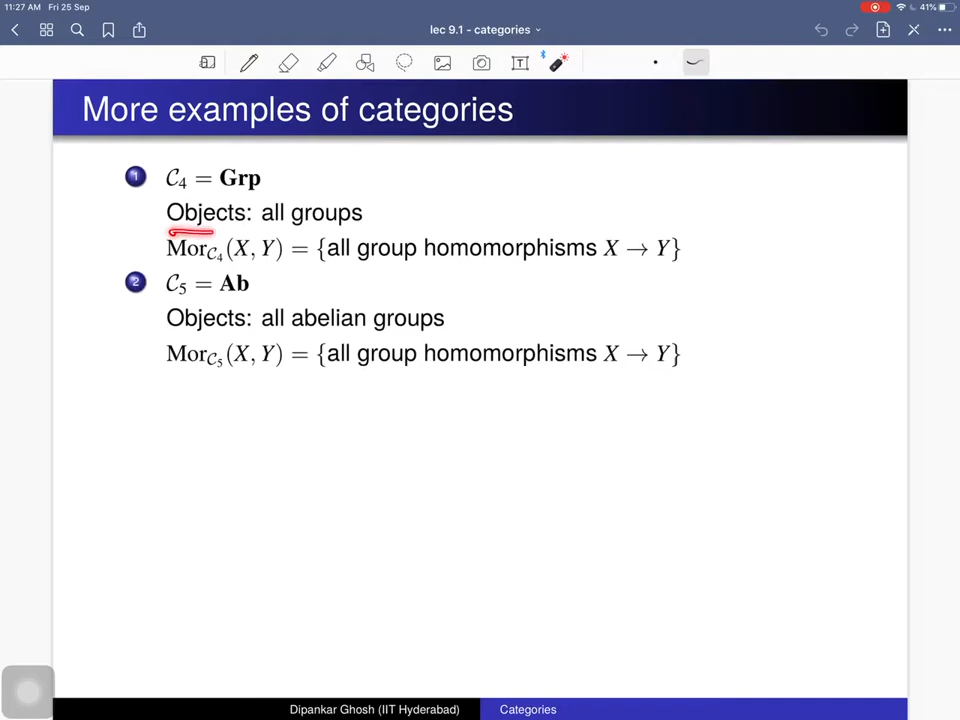 11:27 AM Fri 25 Sep
41%
lec 9.1 - categories
T
More examples of categories
1 𝒞₄ = Grp
Objects: all groups
Mor𝒞₄(X, Y) = {all group homomorphisms X → Y}
2 𝒞₅ = Ab
Objects: all abelian groups
Mor𝒞₅(X, Y) = {all group homomorphisms X → Y}
Dipankar Ghosh (IIT Hyderabad) Categories